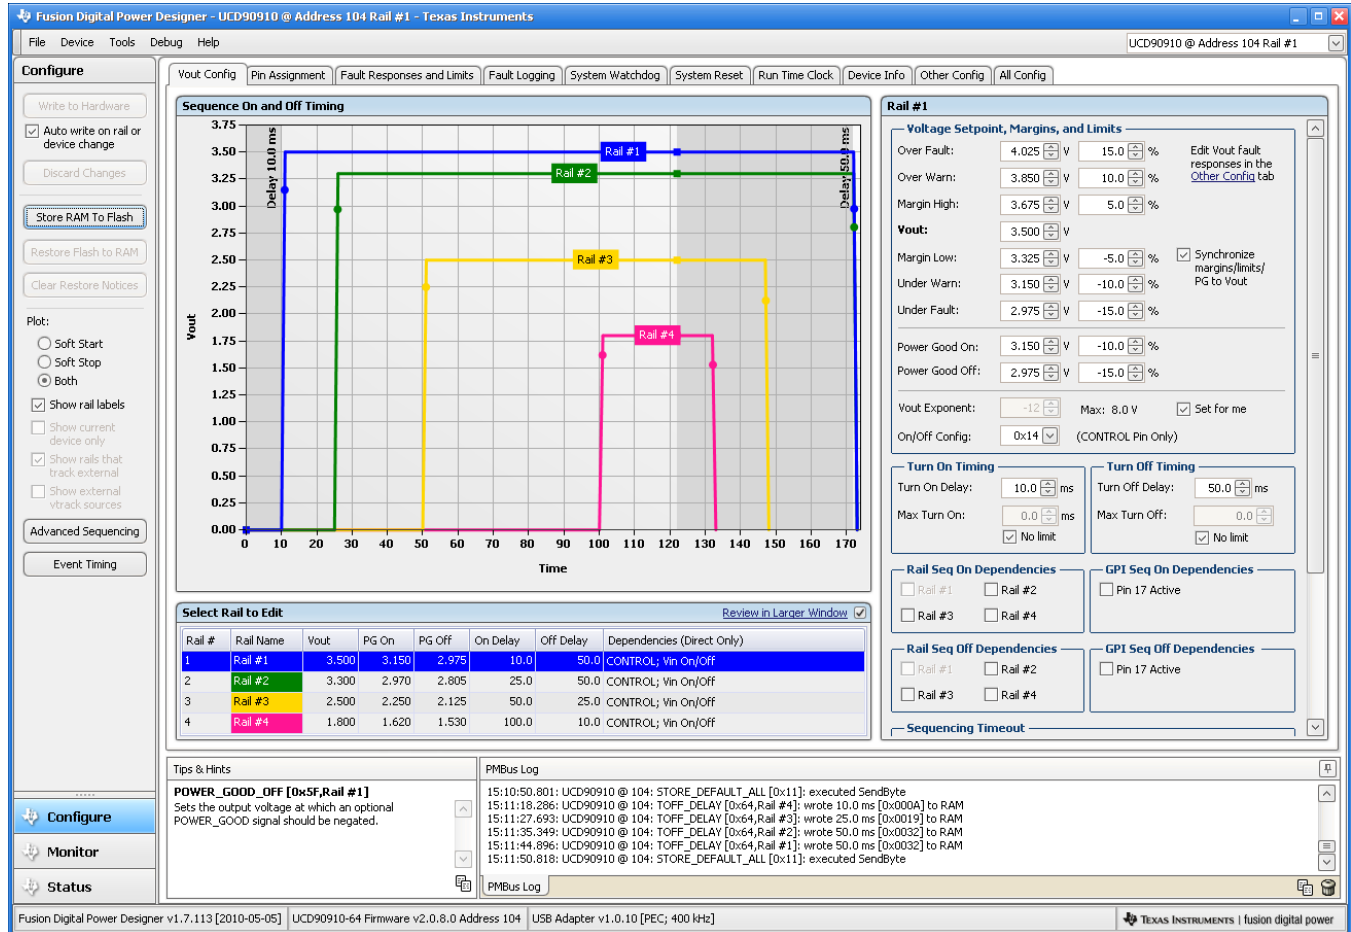 Fusion Digital Power Designer - UCD90910 @ Address 104 Rail #1 - Texas Instruments
File Device Tools Debug Help
UCD90910 @ Address 104 Rail #1
Configure
Write to Hardware
Auto write on rail or
device change
Discard Changes
Store RAM To Flash
Restore Flash to RAM
Clear Restore Notices
Plot:
Soft Start
Soft Stop
Both
Show rail labels
Show current
device only
Show rails that
track external
Show external
vtrack sources
Advanced Sequencing
Event Timing
Configure
Monitor
Status
Vout Config Pin Assignment Fault Responses and Limits Fault Logging System Watchdog System Reset Run Time Clock Device Info Other Config All Config
Sequence On and Off Timing
Vout
3.75
3.50
3.25
3.00
2.75
2.50
2.25
2.00
1.75
1.50
1.25
1.00
0.75
0.50
0.25
0.00
Delay 10.0 ms
Delay 50.0 ms
Rail #1
Rail #2
Rail #3
Rail #4
0 10 20 30 40 50 60 70 80 90 100 110 120 130 140 150 160 170
Time
Select Rail to Edit
Review in Larger Window
Rail # Rail Name Vout PG On PG Off On Delay Off Delay Dependencies (Direct Only)
1 Rail #1 3.500 3.150 2.975 10.0 50.0 CONTROL; Vin On/Off
2 Rail #2 3.300 2.970 2.805 25.0 50.0 CONTROL; Vin On/Off
3 Rail #3 2.500 2.250 2.125 50.0 25.0 CONTROL; Vin On/Off
4 Rail #4 1.800 1.620 1.530 100.0 10.0 CONTROL; Vin On/Off
Rail #1
Voltage Setpoint, Margins, and Limits
Over Fault: 4.025 V 15.0 %
Over Warn: 3.850 V 10.0 %
Margin High: 3.675 V 5.0 %
Vout: 3.500 V
Margin Low: 3.325 V -5.0 %
Under Warn: 3.150 V -10.0 %
Under Fault: 2.975 V -15.0 %
Edit Vout fault
responses in the
Other Config tab
Synchronize
margins/limits/
PG to Vout
Power Good On: 3.150 V -10.0 %
Power Good Off: 2.975 V -15.0 %
Vout Exponent: -12 Max: 8.0 V Set for me
On/Off Config: 0x14 (CONTROL Pin Only)
Turn On Timing
Turn On Delay: 10.0 ms
Max Turn On: 0.0 ms
No limit
Turn Off Timing
Turn Off Delay: 50.0 ms
Max Turn Off: 0.0
No limit
Rail Seq On Dependencies
Rail #1 Rail #2
Rail #3 Rail #4
GPI Seq On Dependencies
Pin 17 Active
Rail Seq Off Dependencies
Rail #1 Rail #2
Rail #3 Rail #4
GPI Seq Off Dependencies
Pin 17 Active
Sequencing Timeout
Tips & Hints
POWER_GOOD_OFF [0x5F,Rail #1]
Sets the output voltage at which an optional
POWER_GOOD signal should be negated.
PMBus Log
15:10:50.801: UCD90910 @ 104: STORE_DEFAULT_ALL [0x11]: executed SendByte
15:11:18.286: UCD90910 @ 104: TOFF_DELAY [0x64,Rail #4]: wrote 10.0 ms [0x000A] to RAM
15:11:27.693: UCD90910 @ 104: TOFF_DELAY [0x64,Rail #3]: wrote 25.0 ms [0x0019] to RAM
15:11:35.349: UCD90910 @ 104: TOFF_DELAY [0x64,Rail #2]: wrote 50.0 ms [0x0032] to RAM
15:11:44.896: UCD90910 @ 104: TOFF_DELAY [0x64,Rail #1]: wrote 50.0 ms [0x0032] to RAM
15:11:50.818: UCD90910 @ 104: STORE_DEFAULT_ALL [0x11]: executed SendByte
PMBus Log
Fusion Digital Power Designer v1.7.113 [2010-05-05] UCD90910-64 Firmware v2.0.8.0 Address 104 USB Adapter v1.0.10 [PEC; 400 kHz] TEXAS INSTRUMENTS | fusion digital power